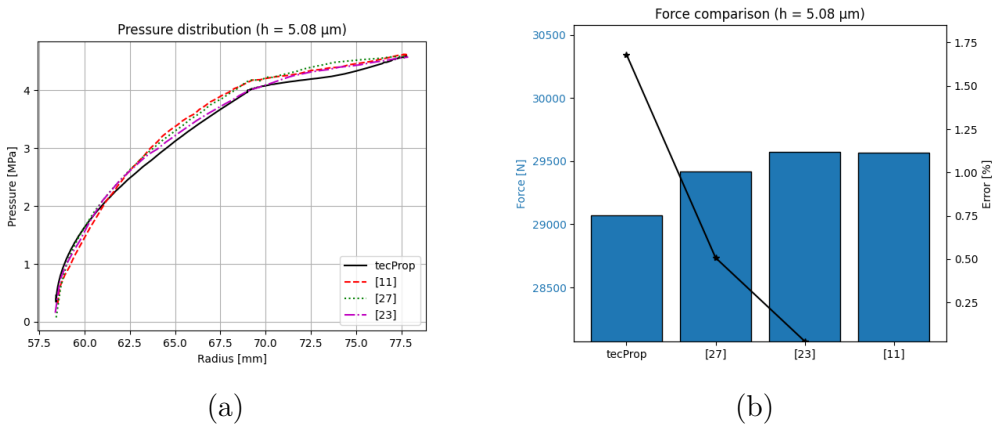 Pressure distribution (h = 5.08 μm)
Pressure [MPa]
4
3
2
1
0
57.5 60.0 62.5 65.0 67.5 70.0 72.5 75.0 77.5
Radius [mm]
tecProp
[11]
[27]
[23]
(a)
Force comparison (h = 5.08 μm)
Force [N]
30500
30000
29500
29000
28500
tecProp [27] [23] [11]
1.75
1.50
1.25
1.00
0.75
0.50
0.25
Error [%]
(b)